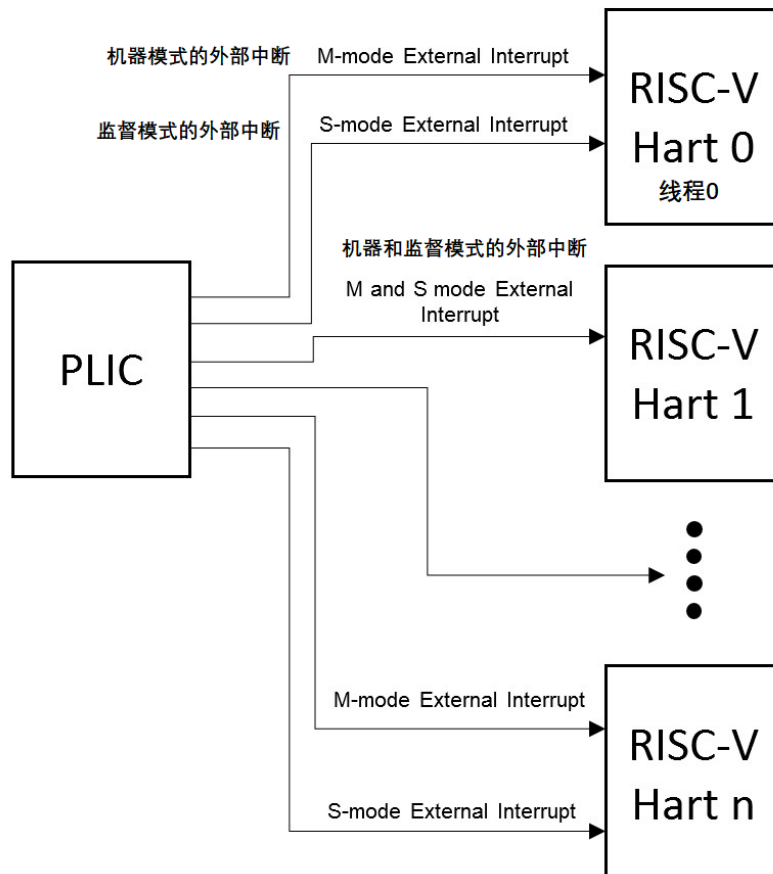 机器模式的外部中断
M-mode External Interrupt
监督模式的外部中断
S-mode External Interrupt
RISC-V
Hart 0
线程0
机器和监督模式的外部中断
M and S mode External
Interrupt
PLIC
RISC-V
Hart 1
M-mode External Interrupt
S-mode External Interrupt
RISC-V
Hart n